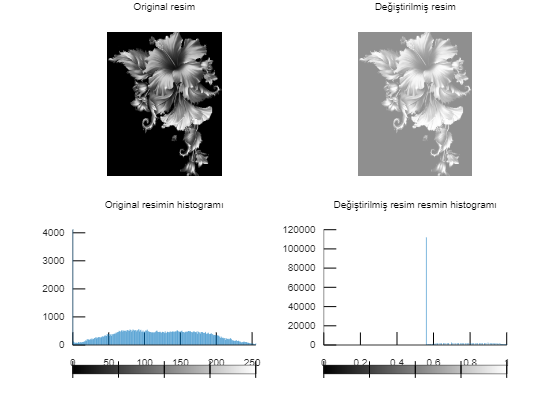 Original resim
Değiştirilmiş resim
Original resimin histogramı
Değiştirilmiş resim resmin histogramı
4000
3000
2000
1000
0
0 50 100 150 200 250
120000
100000
80000
60000
40000
20000
0
0 0.2 0.4 0.6 0.8 1